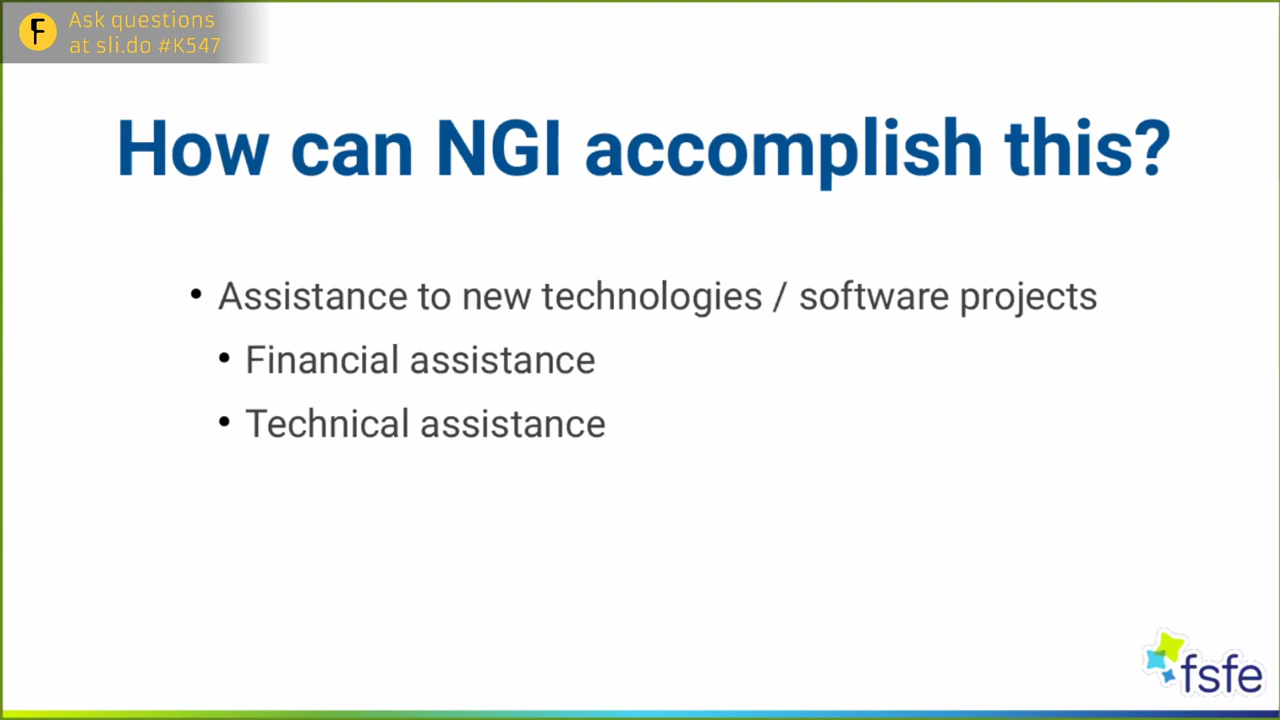 F
Ask questions
at sli.do #K547
How can NGI accomplish this?
• Assistance to new technologies / software projects
• Financial assistance
• Technical assistance
fsfe